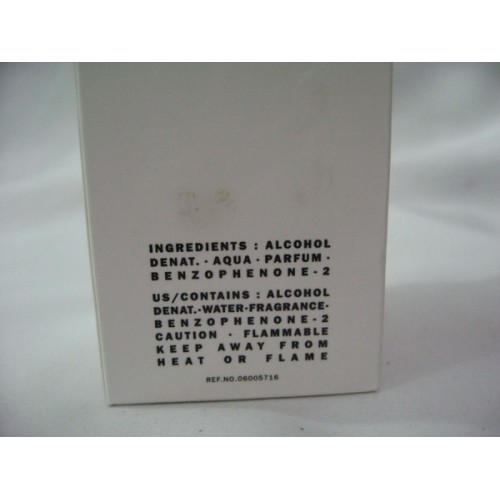 INGREDIENTS : ALCOHOL
DENAT. · AQUA · PARFUM ·
BENZOPHENONE - 2
US/CONTAINS : ALCOHOL
DENAT. · WATER · FRAGRANCE ·
BENZOPHENONE - 2
CAUTION · FLAMMABLE
KEEP AWAY FROM
HEAT OR FLAME
REF.NO.06005716